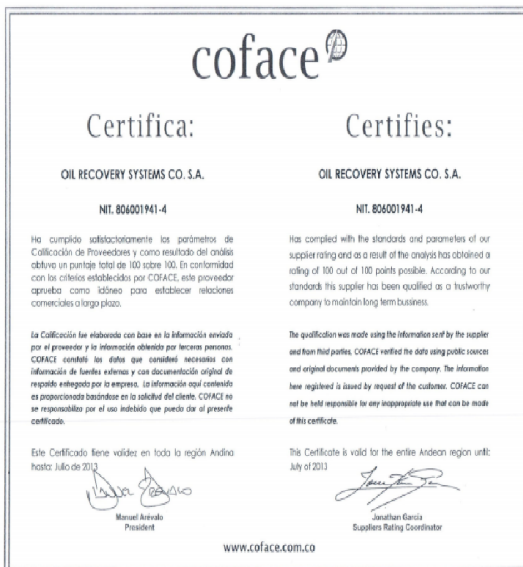 coface
Certifica:
OIL RECOVERY SYSTEMS CO. S.A.
NIT. 806001941-4
Ha cumplido satisfactoriamente los parámetros de
Calificación de Proveedores y como resultado del análisis
obtuvo un puntaje total de 100 sobre 100. En conformidad
con los criterios establecidos por COFACE, este proveedor
aprueba como idóneo para establecer relaciones
comerciales a largo plazo.
La Calificación fue elaborada con base en la información enviada
por el proveedor y la información obtenida por terceras personas.
COFACE constató los datos que consideró necesarios con
información de fuentes externas y con documentación original de
respaldo entregada por la empresa. La información aquí contenida
es proporcionada basándose en la solicitud del cliente. COFACE no
se responsabiliza por el uso indebido que pueda dar al presente
certificado.
Este Certificado tiene validez en toda la región Andina
hasta: Julio de 2013
Manuel Arévalo
President
Certifies:
OIL RECOVERY SYSTEMS CO. S.A.
NIT. 806001941-4
Has complied with the standards and parameters of our
supplier rating and as a result of the analysis has obtained a
rating of 100 out of 100 points possible. According to our
standards this supplier has been qualified as a trustworthy
company to maintain long term bussiness.
The qualification was made using the information sent by the supplier
and from third parties, COFACE verified the data using public sources
and original documents provided by the company. The information
here registered is issued by request of the customer. COFACE can
not be held responsible for any inappropriate use that can be made
of this certificate.
This Certificate is valid for the entire Andean region until:
July of 2013
Jonathan García
Suppliers Rating Coordinator
www.coface.com.co